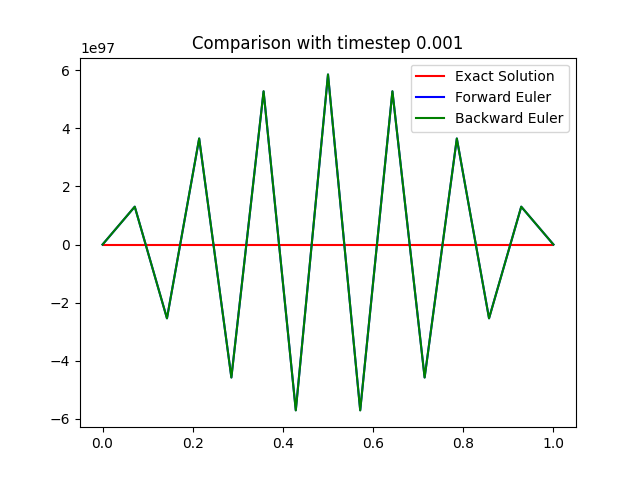 Comparison with timestep 0.001
1e97
Exact Solution
Forward Euler
Backward Euler
6
4
2
0
−2
−4
−6
0.0 0.2 0.4 0.6 0.8 1.0